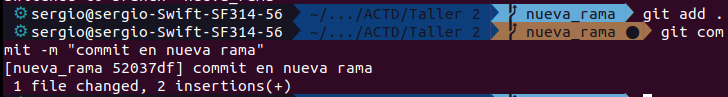 sergio@sergio-Swift-SF314-56 ~/.../ACTD/Taller 2 nueva_rama git add .
sergio@sergio-Swift-SF314-56 ~/.../ACTD/Taller 2 nueva_rama ● git com
mit -m "commit en nueva rama"
[nueva_rama 52037df] commit en nueva rama
1 file changed, 2 insertions(+)